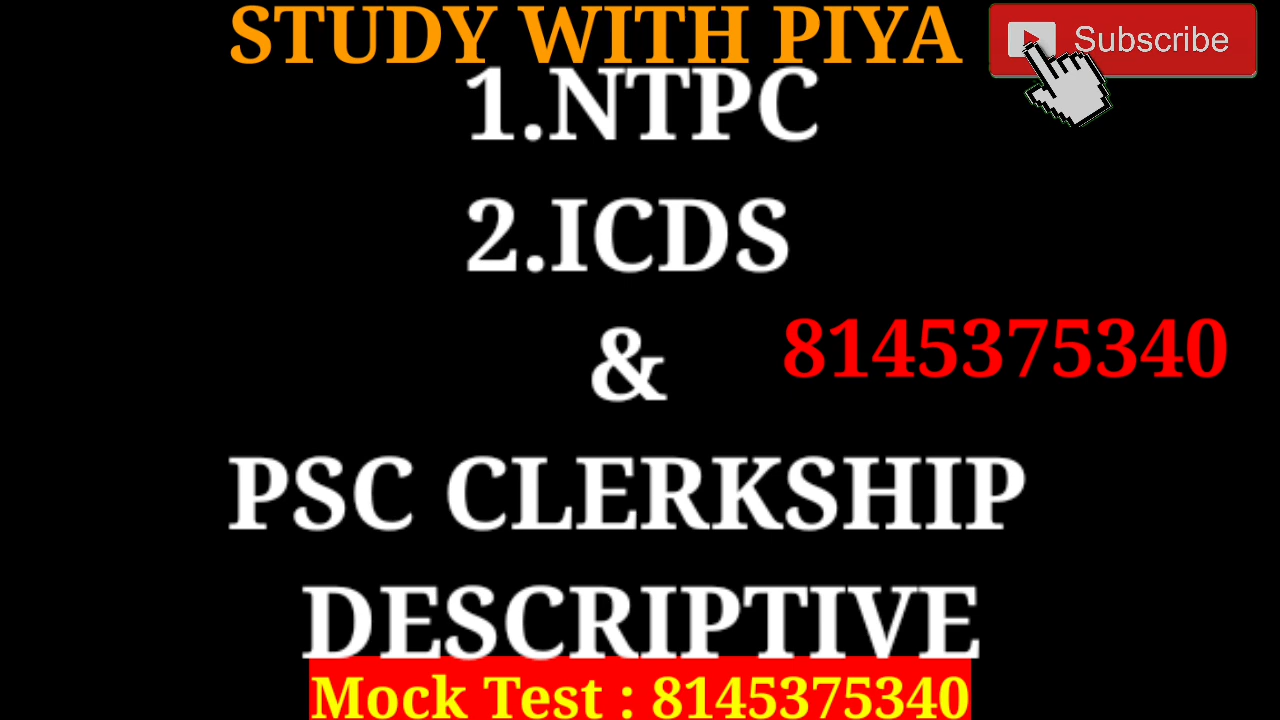 STUDY WITH PIYA
Subscribe
1.NTPC
2.ICDS
&
8145375340
PSC CLERKSHIP
DESCRIPTIVE
Mock Test : 8145375340